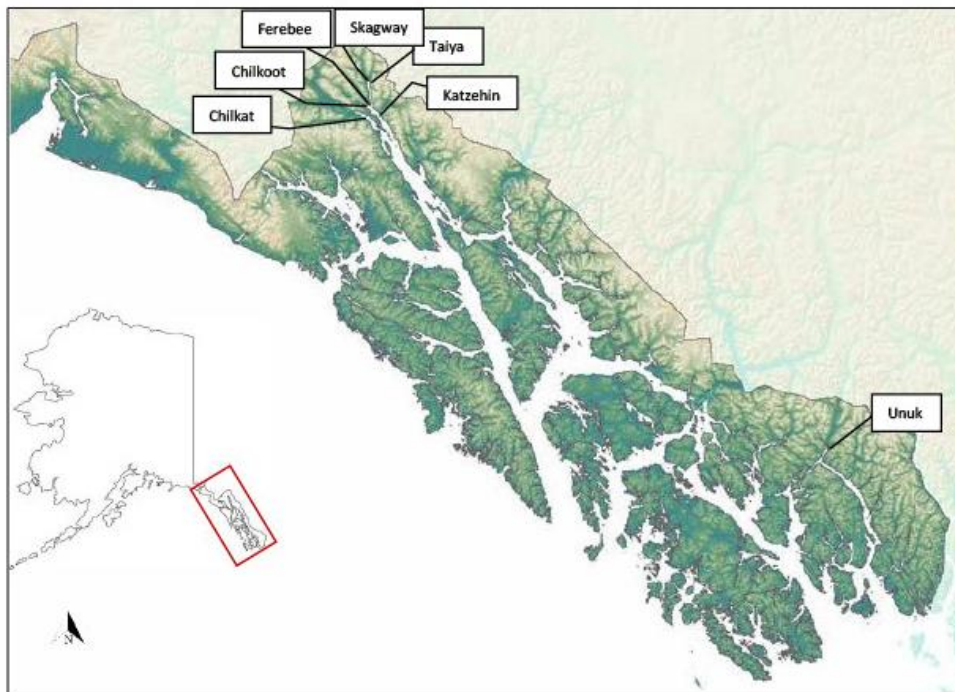 Skagway
Ferebee
Taiya
Chilkoot
Katzehin
Chilkat
Unuk
N